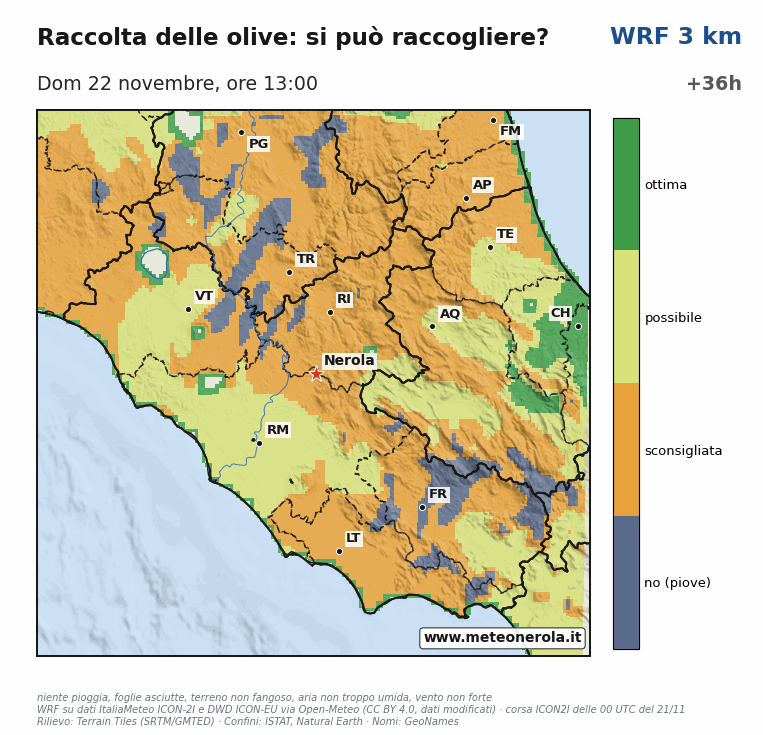 Raccolta delle olive: si può raccogliere?
WRF 3 km
Dom 22 novembre, ore 13:00
+36h
FM
PG
AP
TE
TR
VT
RI
AQ
CH
Nerola
RM
FR
LT
www.meteonerola.it
ottima
possibile
sconsigliata
no (piove)
niente pioggia, foglie asciutte, terreno non fangoso, aria non troppo umida, vento non forte
WRF su dati ItaliaMeteo ICON-2I e DWD ICON-EU via Open-Meteo (CC BY 4.0, dati modificati) · corsa ICON2I delle 00 UTC del 21/11
Rilievo: Terrain Tiles (SRTM/GMTED) · Confini: ISTAT, Natural Earth · Nomi: GeoNames